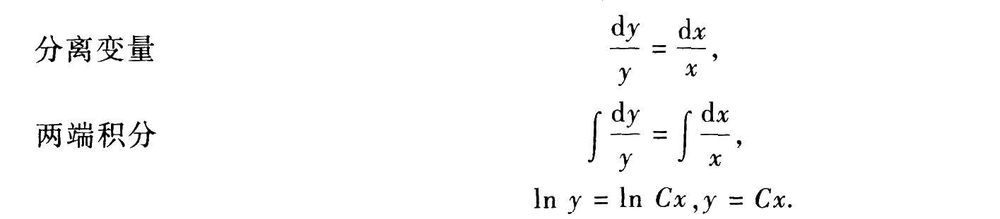 分离变量 dy/y = dx/x,
两端积分 ∫ dy/y = ∫ dx/x,
ln y = ln Cx, y = Cx.